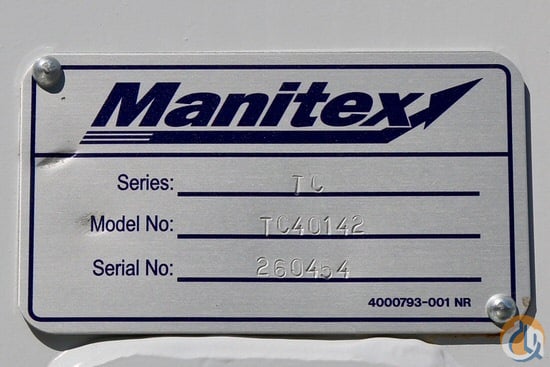 Manitex
Series: TC
Model No: TC40142
Serial No: 260454
4000793-001 NR